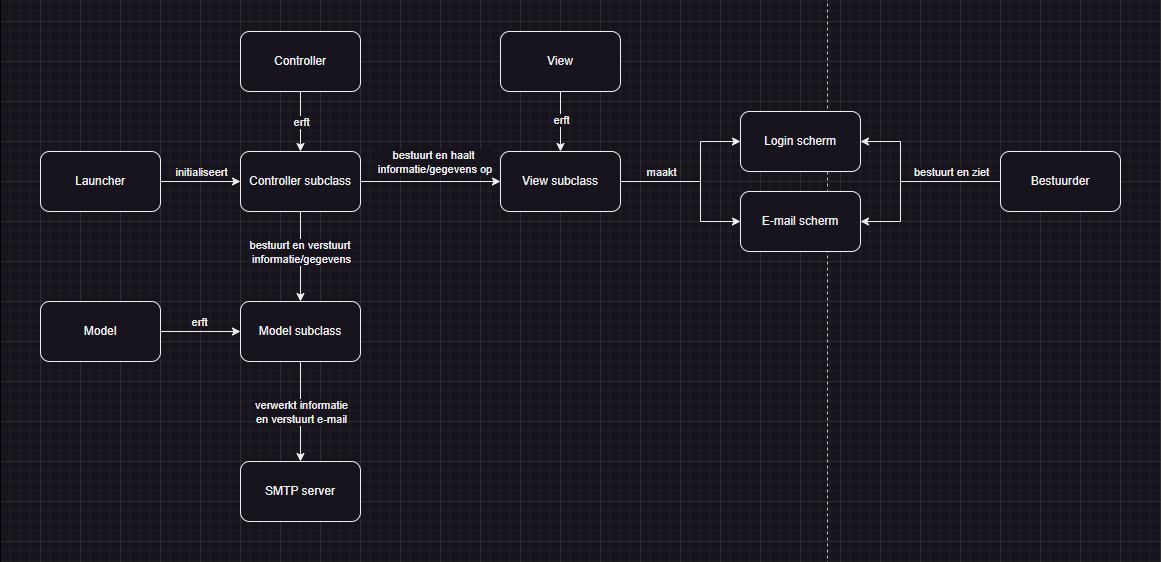 Controller
View
erft
erft
Launcher
initialiseert
Controller subclass
bestuurt en haalt
informatie/gegevens op
View subclass
maakt
Login scherm
E-mail scherm
bestuurt en ziet
Bestuurder
bestuurt en verstuurt
informatie/gegevens
Model
erft
Model subclass
verwerkt informatie
en verstuurt e-mail
SMTP server